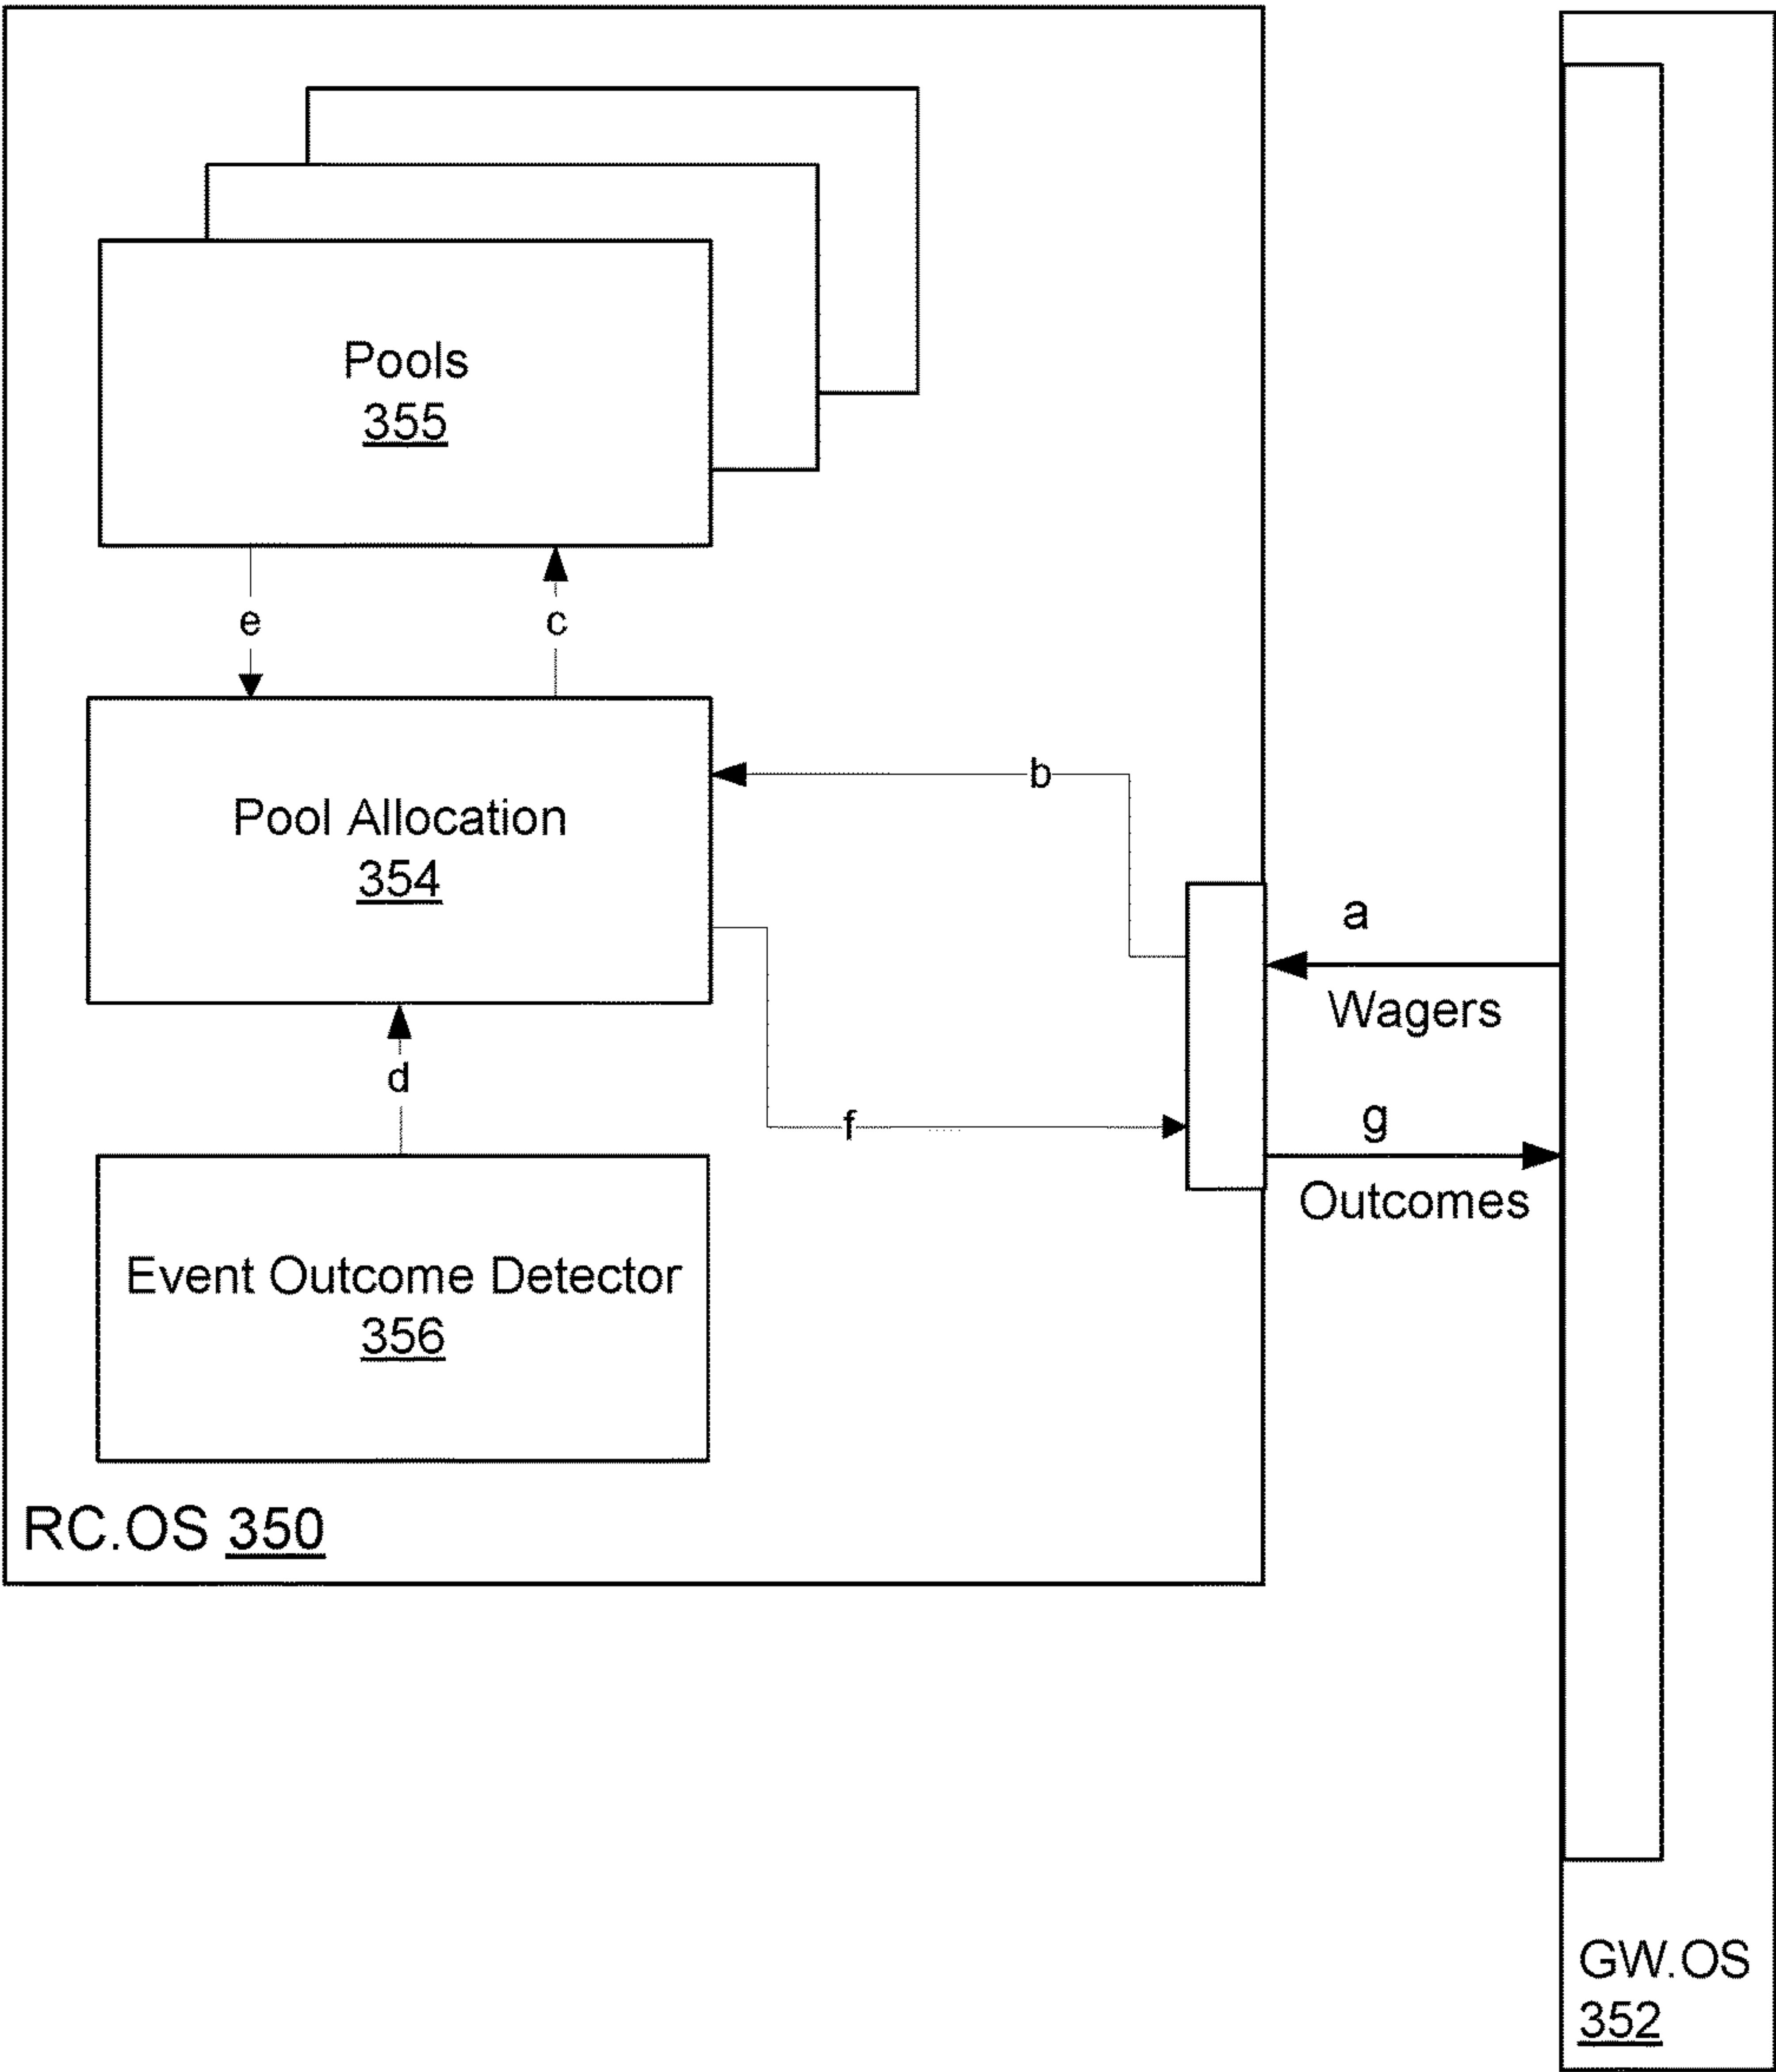 Pools
355
e
c
b
Pool Allocation
354
a
Wagers
d
f
g
Outcomes
Event Outcome Detector
356
RC.OS 350
GW.OS
352